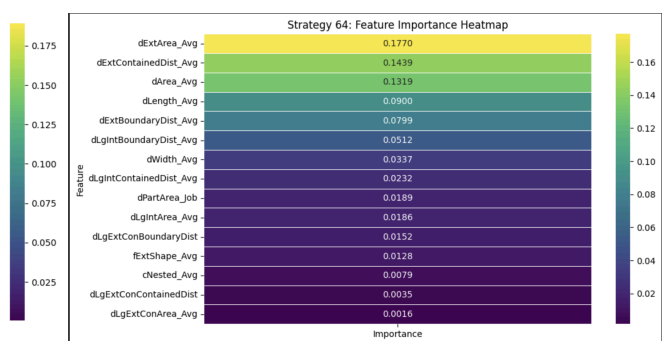 Strategy 64: Feature Importance Heatmap
0.175
0.150
0.125
0.100
0.075
0.050
0.025
Feature
dExtArea_Avg 0.1770
dExtContainedDist_Avg 0.1439
dArea_Avg 0.1319
dLength_Avg 0.0900
dExtBoundaryDist_Avg 0.0799
dLgIntBoundaryDist_Avg 0.0512
dWidth_Avg 0.0337
dLgIntContainedDist_Avg 0.0232
dPartArea_Job 0.0189
dLgIntArea_Avg 0.0186
dLgExtConBoundaryDist 0.0152
fExtShape_Avg 0.0128
cNested_Avg 0.0079
dLgExtConContainedDist 0.0035
dLgExtConArea_Avg 0.0016
Importance
0.16
0.14
0.12
0.10
0.08
0.06
0.04
0.02